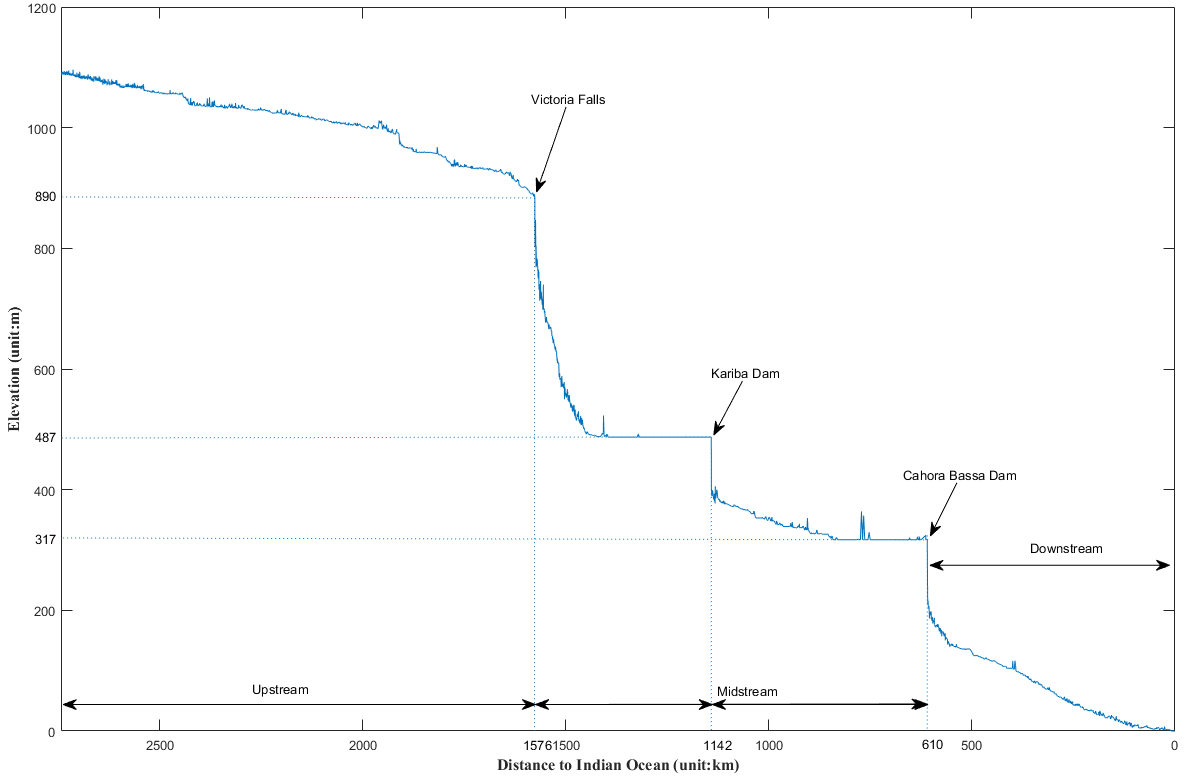 1200
Victoria Falls
1000
890
800
Elevation (unit:m)
600
Kariba Dam
487
Cahora Bassa Dam
400
317
Downstream
200
Upstream
Midstream
0
2500
2000
1576
1500
1142
1000
610
500
0
Distance to Indian Ocean (unit:km)